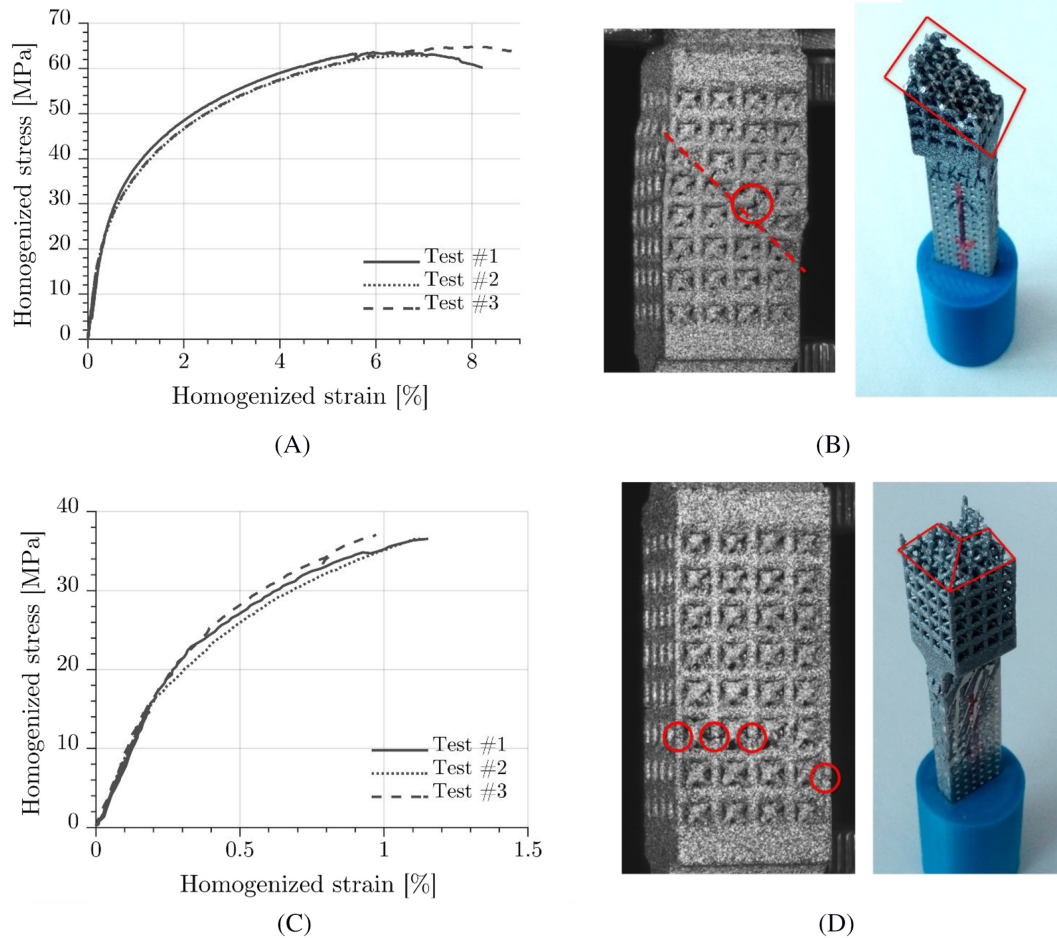 70
60
50
40
30
20
10
0
Homogenized stress [MPa]
Test #1
Test #2
Test #3
0 2 4 6 8
Homogenized strain [%]
(A)
(B)
40
30
20
10
0
Homogenized stress [MPa]
Test #1
Test #2
Test #3
0 0.5 1 1.5
Homogenized strain [%]
(C)
(D)